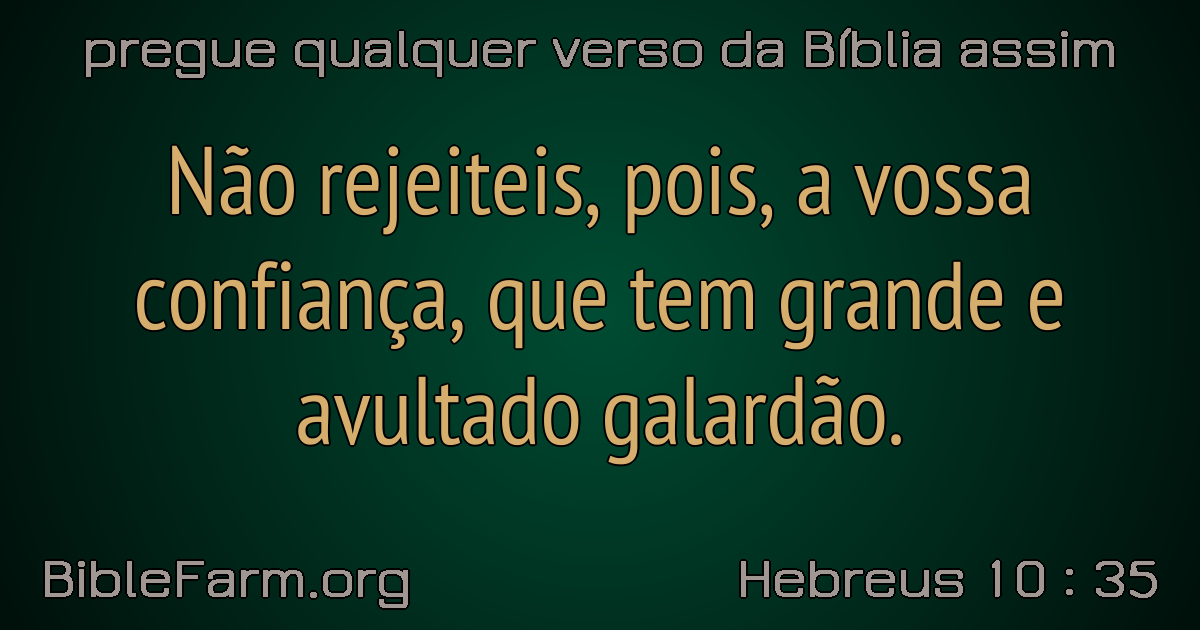 pregue qualquer verso da Bíblia assim
Não rejeiteis, pois, a vossa
confiança, que tem grande e
avultado galardão.
BibleFarm.org
Hebreus 10 : 35